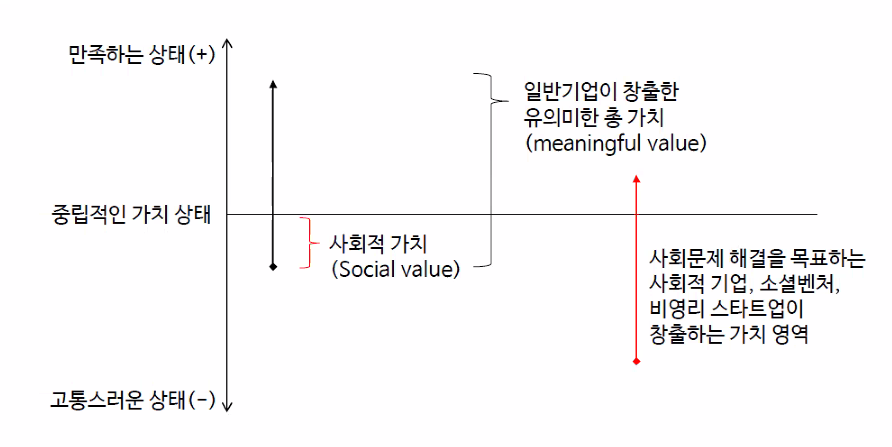 만족하는 상태(+)
일반기업이 창출한
유의미한 총 가치
(meaningful value)
중립적인 가치 상태
사회적 가치
(Social value)
사회문제 해결을 목표하는
사회적 기업, 소셜벤처,
비영리 스타트업이
창출하는 가치 영역
고통스러운 상태(-)